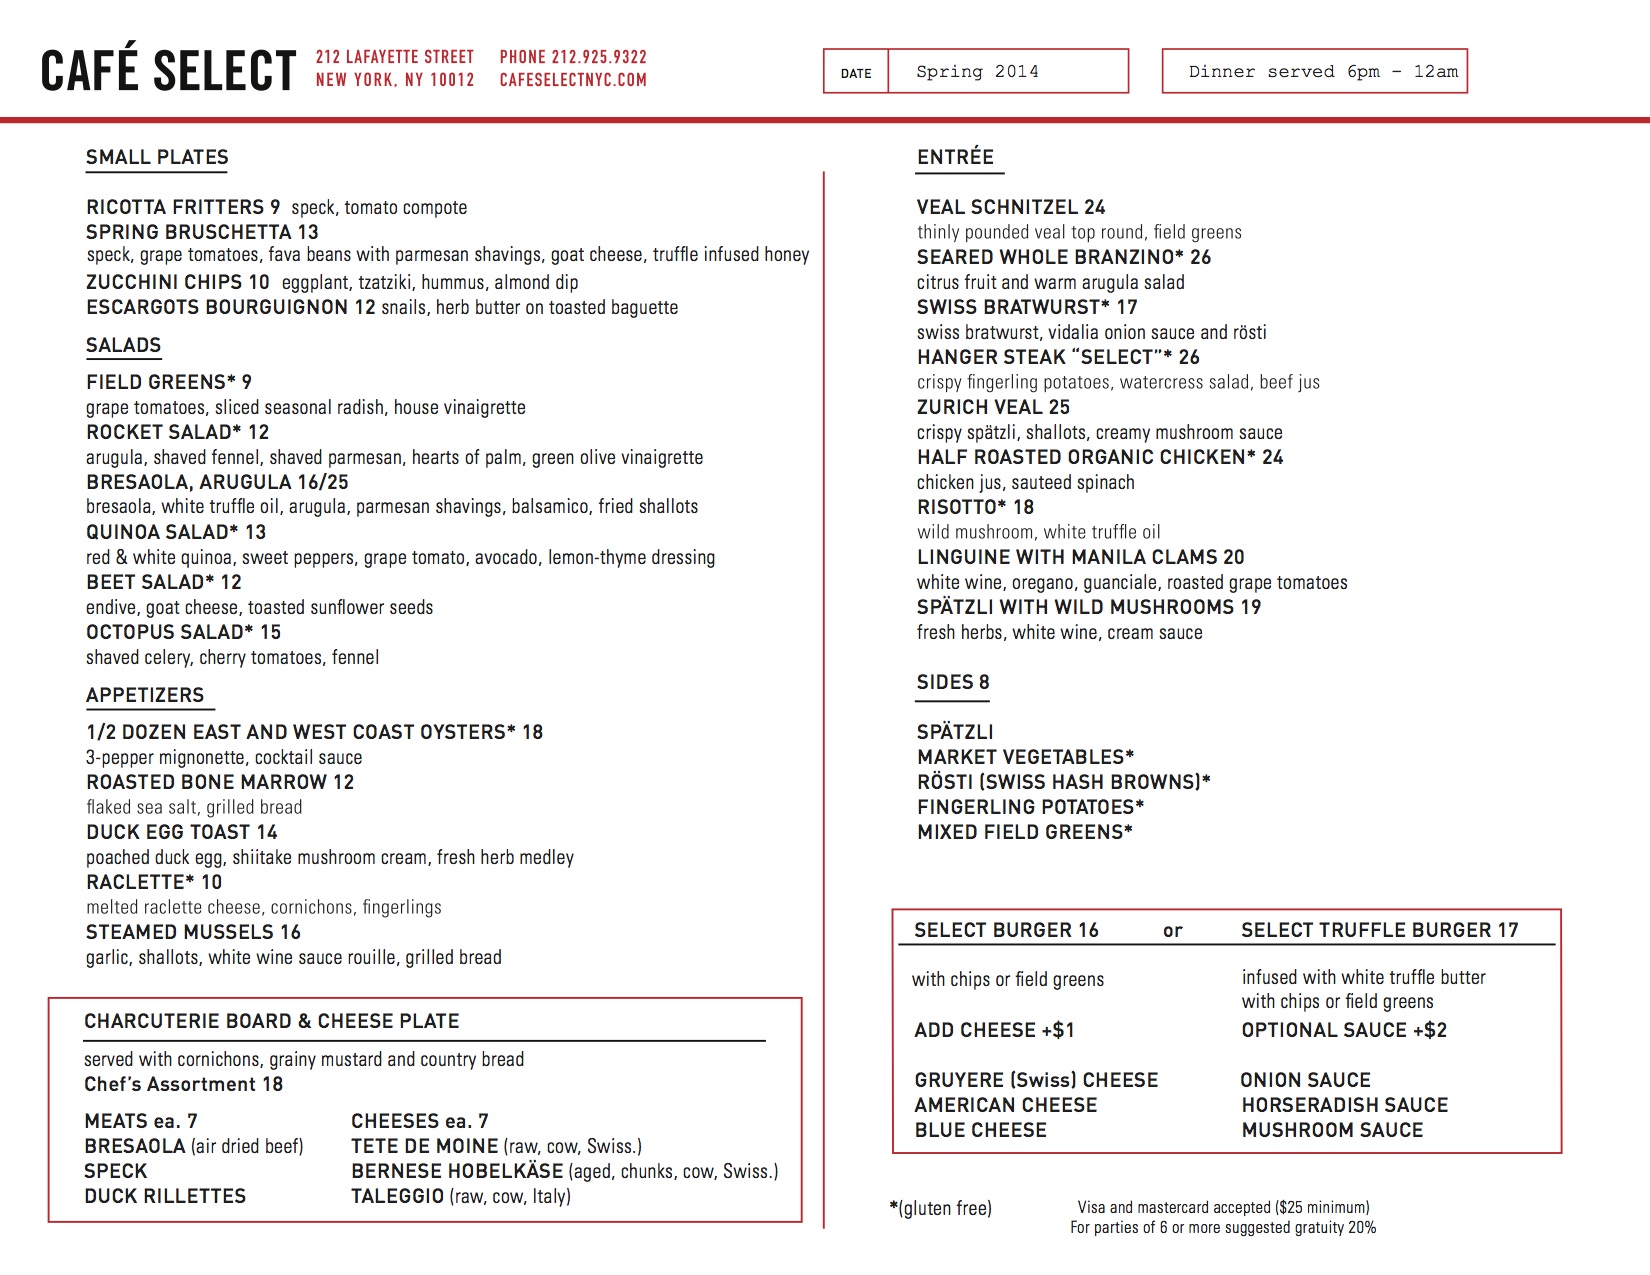 CAFÉ SELECT
212 LAFAYETTE STREET
NEW YORK, NY 10012
PHONE 212.925.9322
CAFESELECTNYC.COM
DATE
Spring 2014
Dinner served 6pm - 12am
SMALL PLATES
RICOTTA FRITTERS 9 speck, tomato compote
SPRING BRUSCHETTA 13
speck, grape tomatoes, fava beans with parmesan shavings, goat cheese, truffle infused honey
ZUCCHINI CHIPS 10 eggplant, tzatziki, hummus, almond dip
ESCARGOTS BOURGUIGNON 12 snails, herb butter on toasted baguette
SALADS
FIELD GREENS* 9
grape tomatoes, sliced seasonal radish, house vinaigrette
ROCKET SALAD* 12
arugula, shaved fennel, shaved parmesan, hearts of palm, green olive vinaigrette
BRESAOLA, ARUGULA 16/25
bresaola, white truffle oil, arugula, parmesan shavings, balsamico, fried shallots
QUINOA SALAD* 13
red & white quinoa, sweet peppers, grape tomato, avocado, lemon-thyme dressing
BEET SALAD* 12
endive, goat cheese, toasted sunflower seeds
OCTOPUS SALAD* 15
shaved celery, cherry tomatoes, fennel
APPETIZERS
1/2 DOZEN EAST AND WEST COAST OYSTERS* 18
3-pepper mignonette, cocktail sauce
ROASTED BONE MARROW 12
flaked sea salt, grilled bread
DUCK EGG TOAST 14
poached duck egg, shiitake mushroom cream, fresh herb medley
RACLETTE* 10
melted raclette cheese, cornichons, fingerlings
STEAMED MUSSELS 16
garlic, shallots, white wine sauce rouille, grilled bread
CHARCUTERIE BOARD & CHEESE PLATE
served with cornichons, grainy mustard and country bread
Chef's Assortment 18
MEATS ea. 7
BRESAOLA (air dried beef)
SPECK
DUCK RILLETTES
CHEESES ea. 7
TETE DE MOINE (raw, cow, Swiss.)
BERNESE HOBELKÄSE (aged, chunks, cow, Swiss.)
TALEGGIO (raw, cow, Italy)
ENTRÉE
VEAL SCHNITZEL 24
thinly pounded veal top round, field greens
SEARED WHOLE BRANZINO* 26
citrus fruit and warm arugula salad
SWISS BRATWURST* 17
swiss bratwurst, vidalia onion sauce and rösti
HANGER STEAK “SELECT”* 26
crispy fingerling potatoes, watercress salad, beef jus
ZURICH VEAL 25
crispy spätzli, shallots, creamy mushroom sauce
HALF ROASTED ORGANIC CHICKEN* 24
chicken jus, sauteed spinach
RISOTTO* 18
wild mushroom, white truffle oil
LINGUINE WITH MANILA CLAMS 20
white wine, oregano, guanciale, roasted grape tomatoes
SPÄTZLI WITH WILD MUSHROOMS 19
fresh herbs, white wine, cream sauce
SIDES 8
SPÄTZLI
MARKET VEGETABLES*
RÖSTI (SWISS HASH BROWNS)*
FINGERLING POTATOES*
MIXED FIELD GREENS*
SELECT BURGER 16 or SELECT TRUFFLE BURGER 17
with chips or field greens
ADD CHEESE +$1
GRUYERE (Swiss) CHEESE
AMERICAN CHEESE
BLUE CHEESE
infused with white truffle butter
with chips or field greens
OPTIONAL SAUCE +$2
ONION SAUCE
HORSERADISH SAUCE
MUSHROOM SAUCE
*(gluten free)
Visa and mastercard accepted ($25 minimum)
For parties of 6 or more suggested gratuity 20%